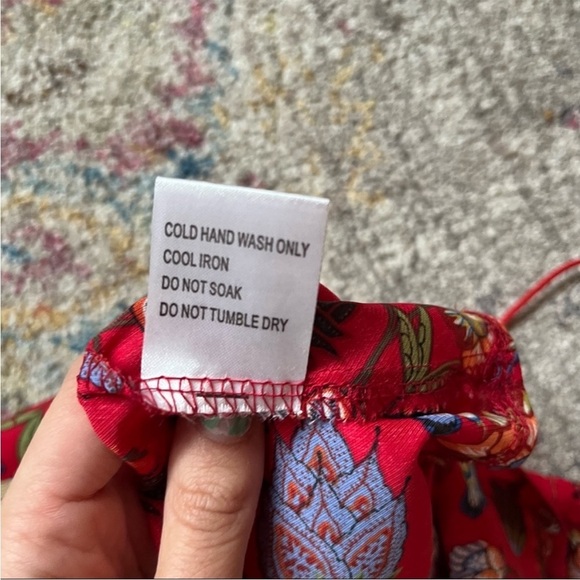 COLD HAND WASH ONLY
COOL IRON
DO NOT SOAK
DO NOT TUMBLE DRY